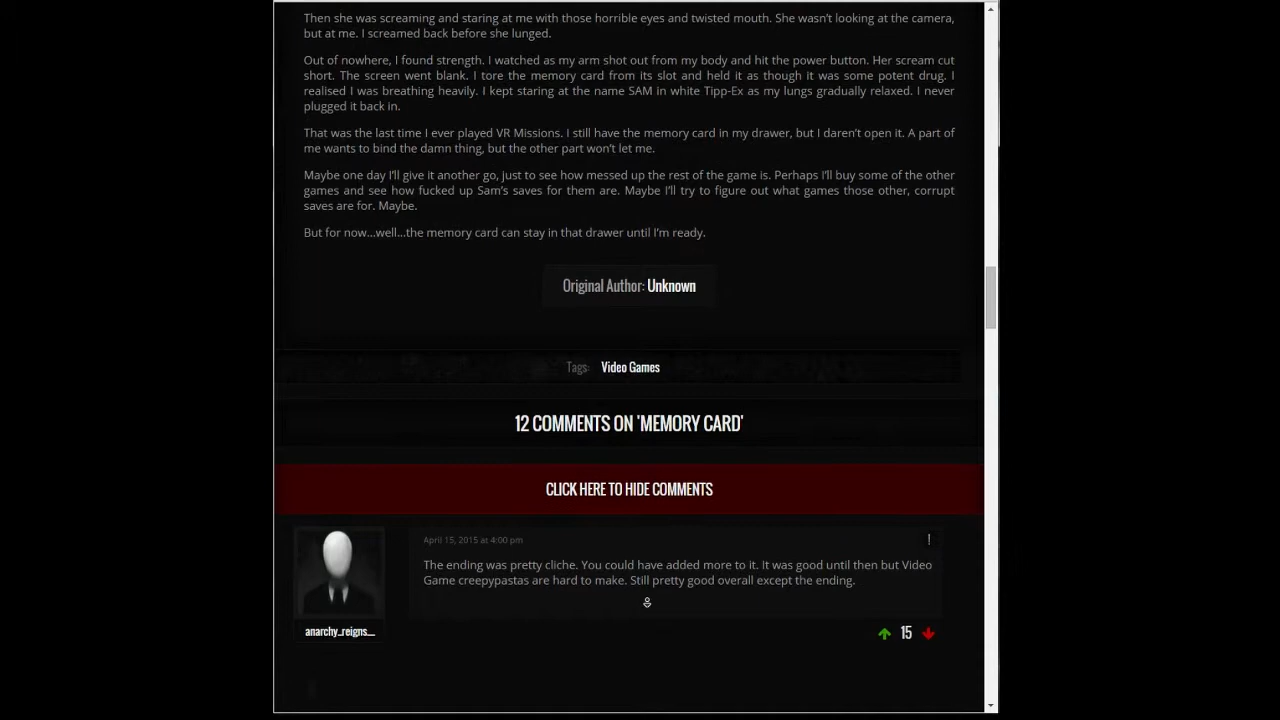 Then she was screaming and staring at me with those horrible eyes and twisted mouth. She wasn't looking at the camera,
but at me. I screamed back before she lunged.
Out of nowhere, I found strength. I watched as my arm shot out from my body and hit the power button. Her scream cut
short. The screen went blank. I tore the memory card from its slot and held it as though it was some potent drug. I
realised I was breathing heavily. I kept staring at the name SAM in white Tipp-Ex as my lungs gradually relaxed. I never
plugged it back in.
That was the last time I ever played VR Missions. I still have the memory card in my drawer, but I daren't open it. A part of
me wants to bind the damn thing, but the other part won't let me.
Maybe one day I'll give it another go, just to see how messed up the rest of the game is. Perhaps I'll buy some of the other
games and see how fucked up Sam's saves for them are. Maybe I'll try to figure out what games those other, corrupt
saves are for. Maybe.
But for now...well...the memory card can stay in that drawer until I'm ready.
Original Author: Unknown
Tags: Video Games
12 COMMENTS ON 'MEMORY CARD'
CLICK HERE TO HIDE COMMENTS
April 15, 2015 at 4:00 pm !
The ending was pretty cliche. You could have added more to it. It was good until then but Video
Game creepypastas are hard to make. Still pretty good overall except the ending.
anarchy_reigns__
15